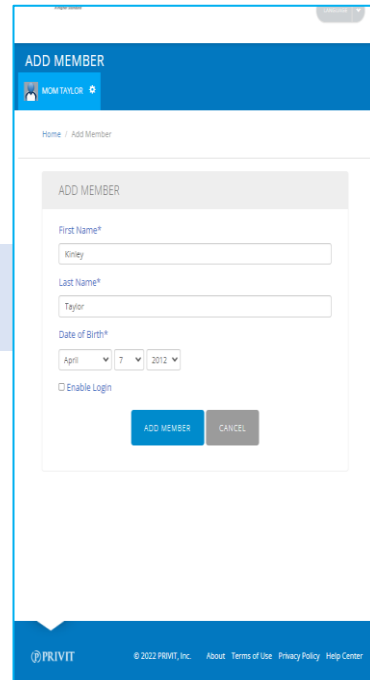 ADD MEMBER
MOM TAYLOR
Home / Add Member
ADD MEMBER
First Name*
Kinley
Last Name*
Taylor
Date of Birth*
April 7 2012
Enable Login
ADD MEMBER CANCEL
PRIVIT © 2022 PRIVIT, Inc. About Terms of Use Privacy Policy Help Center